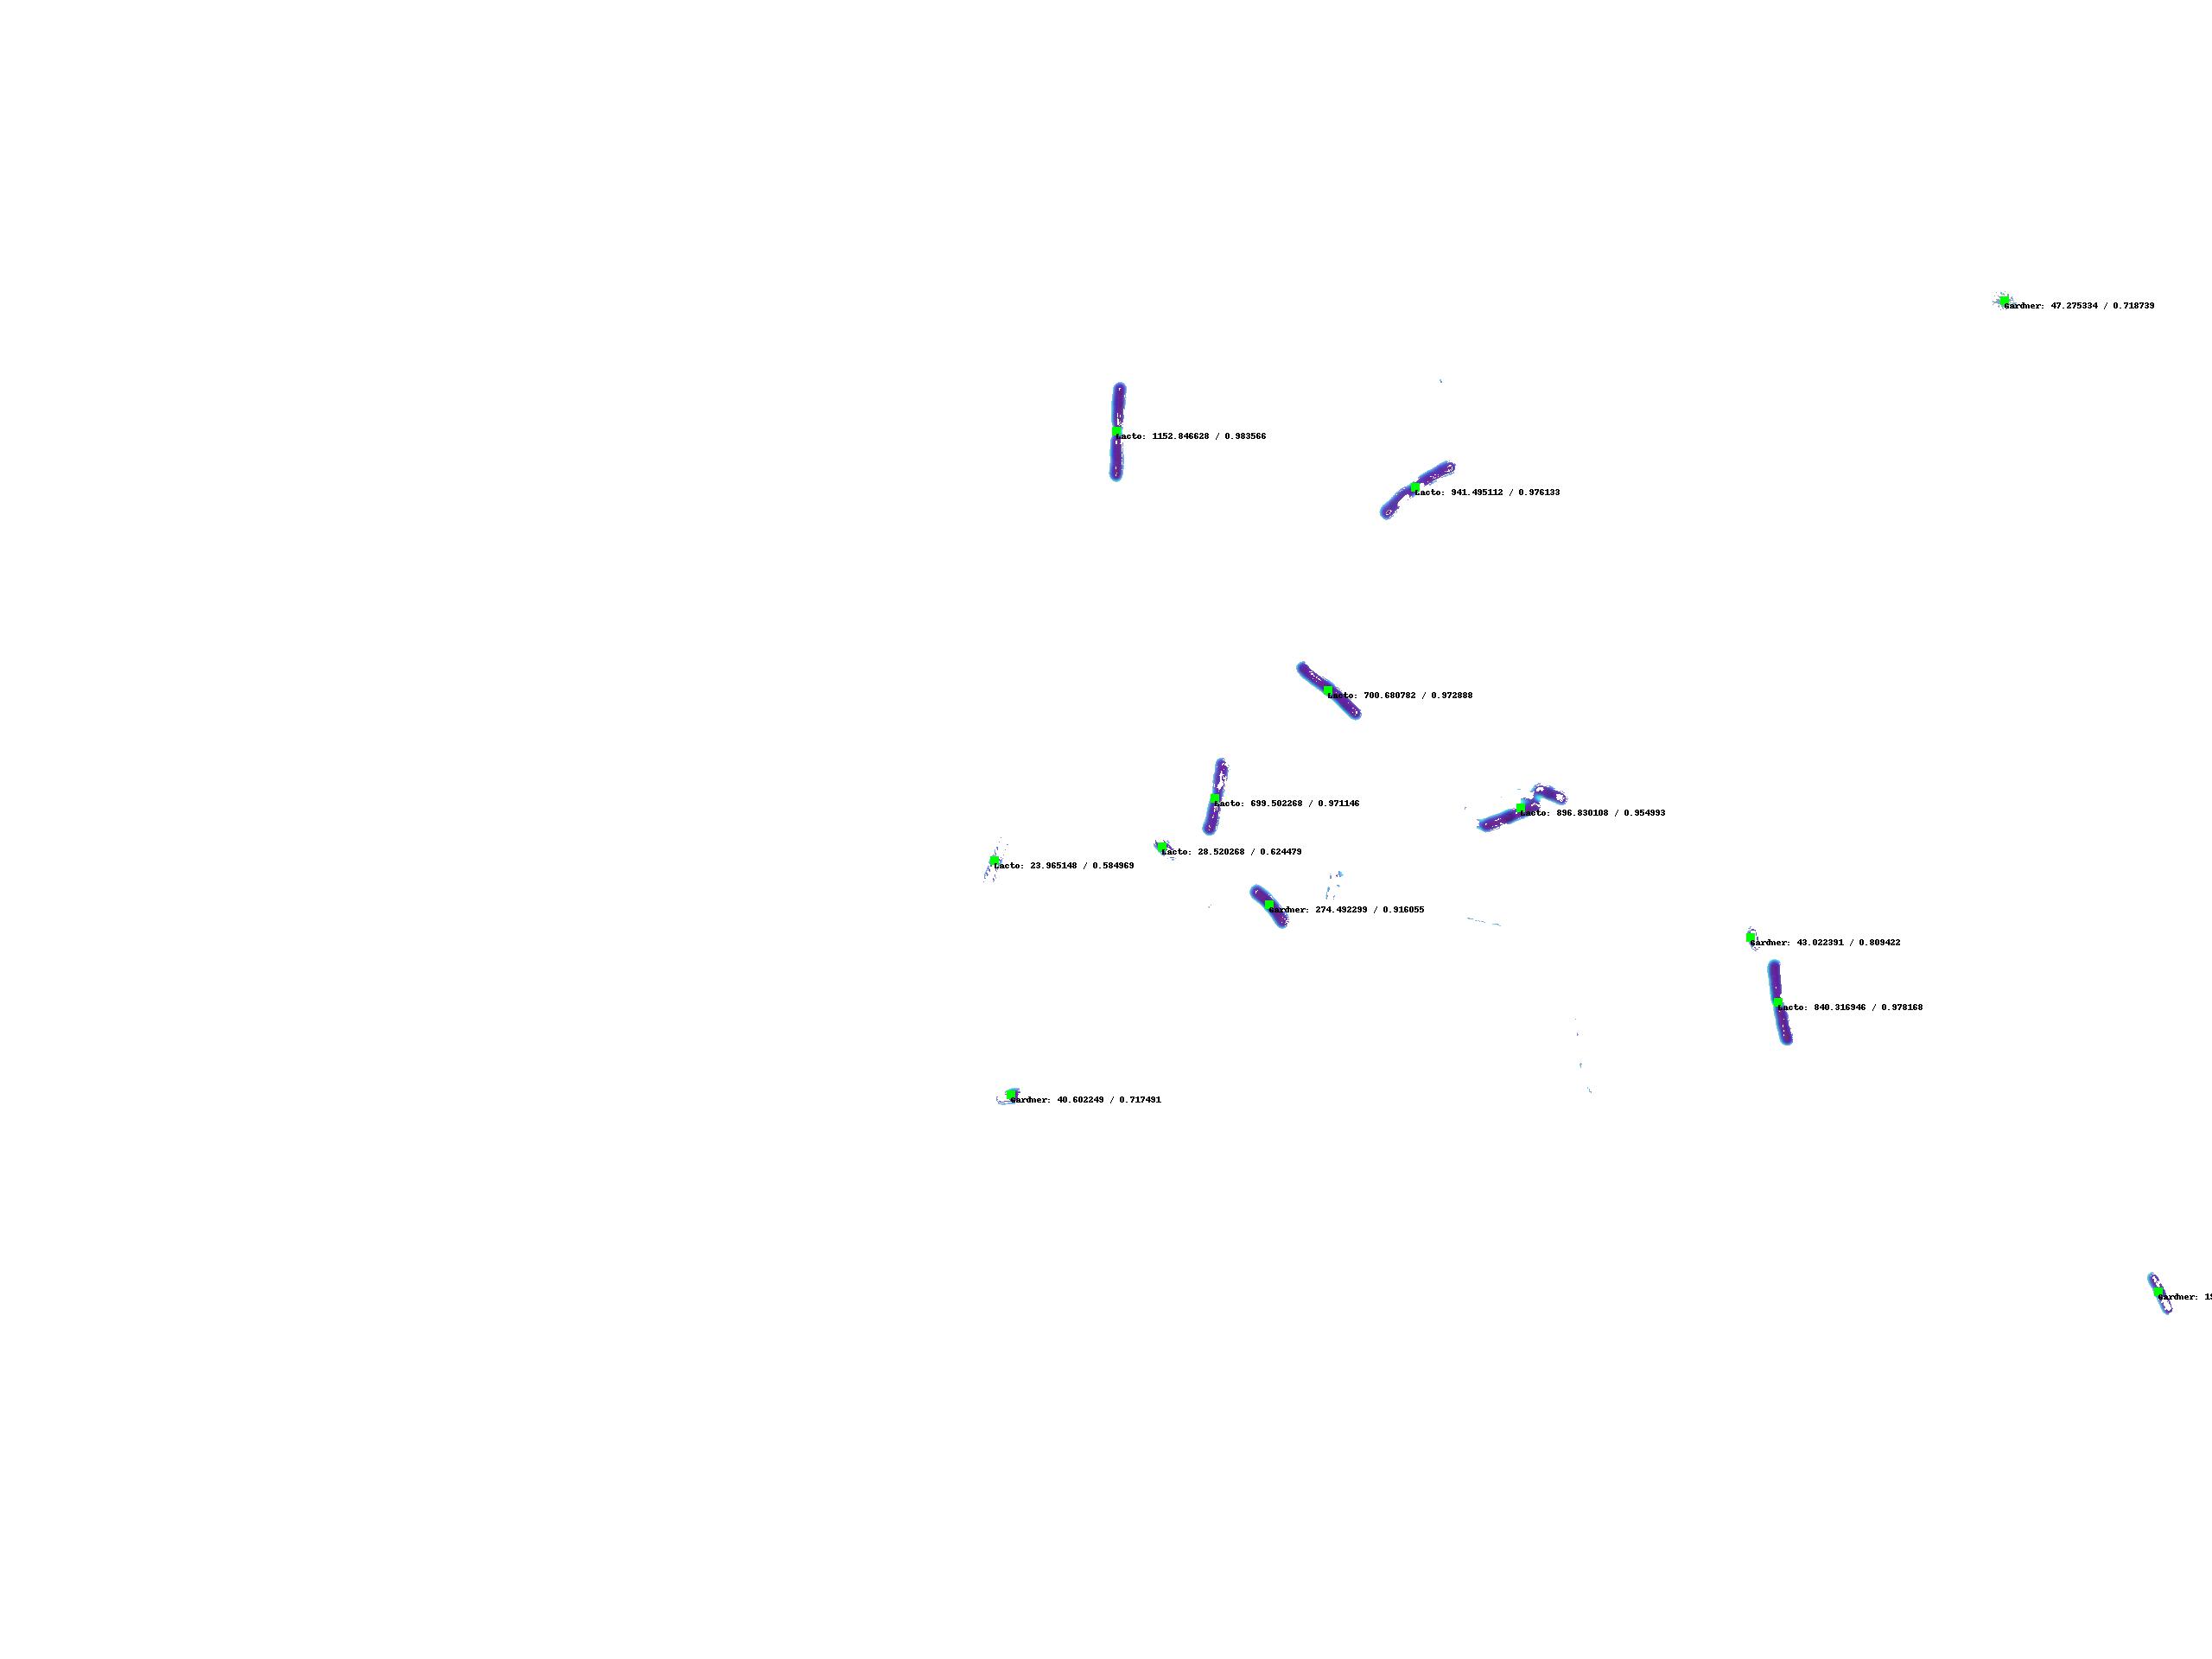 Gardner: 47.275334 / 0.718739
Lacto: 1152.846628 / 0.983566
Lacto: 941.495112 / 0.976133
Lacto: 700.680782 / 0.972888
Lacto: 699.502268 / 0.971146
Lacto: 896.830108 / 0.954993
Lacto: 28.520268 / 0.624479
Lacto: 23.965148 / 0.584969
Gardner: 274.492299 / 0.916055
Gardner: 43.022391 / 0.809422
Lacto: 840.316946 / 0.978168
Gardner: 40.602249 / 0.717491
Gardner: